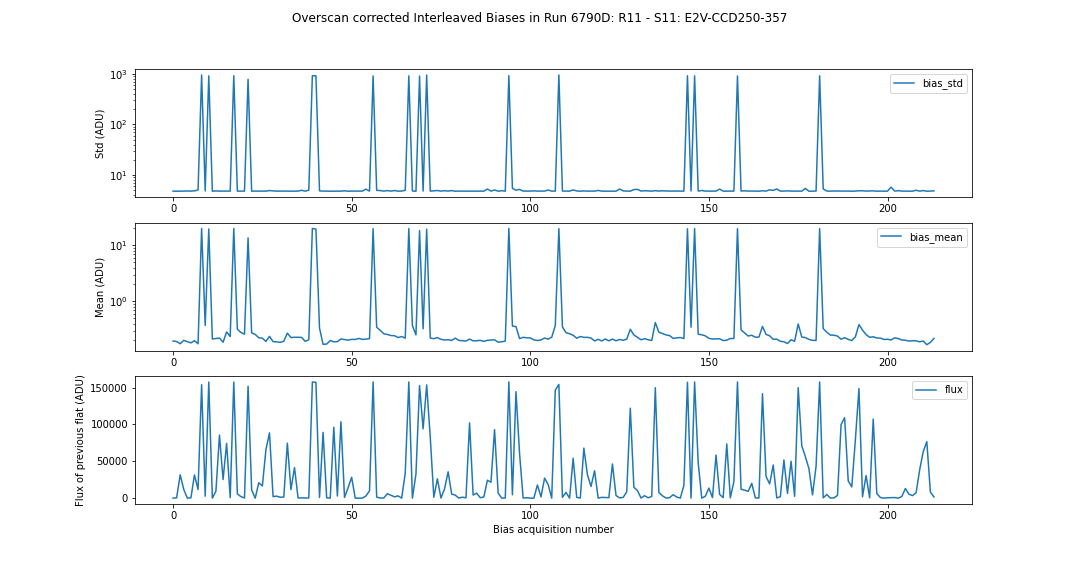 Overscan corrected Interleaved Biases in Run 6790D: R11 - S11: E2V-CCD250-357
10³
10²
10¹
Std (ADU)
bias_std
0 50 100 150 200
10¹
10⁰
Mean (ADU)
bias_mean
0 50 100 150 200
150000
100000
50000
0
Flux of previous flat (ADU)
flux
0 50 100 150 200
Bias acquisition number